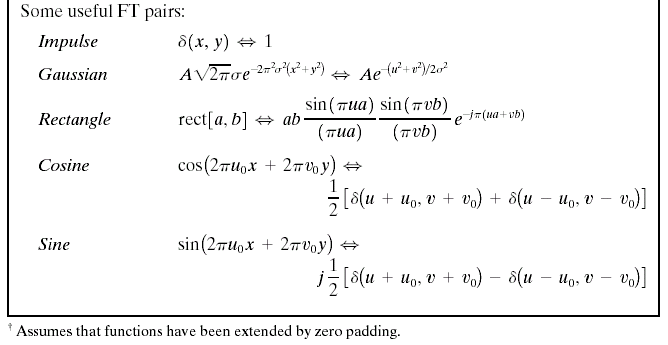 Some useful FT pairs:
Impulse δ(x, y) ⇔ 1
Gaussian A√2πσe^−2π²σ²(x²+y²) ⇔ Ae^−(u²+v²)/2σ²
Rectangle rect[a, b] ⇔ ab sin(πua)/(πua) sin(πvb)/(πvb) e^−jπ(ua+vb)
Cosine cos(2πu₀x + 2πv₀y) ⇔
1/2 [δ(u + u₀, v + v₀) + δ(u − u₀, v − v₀)]
Sine sin(2πu₀x + 2πv₀y) ⇔
j 1/2 [δ(u + u₀, v + v₀) − δ(u − u₀, v − v₀)]
† Assumes that functions have been extended by zero padding.